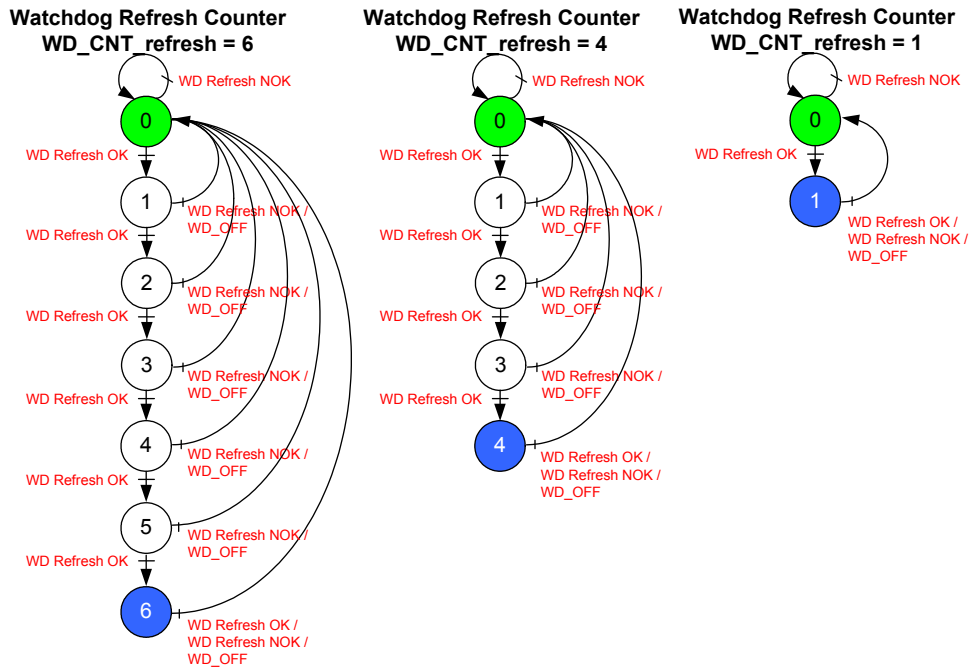 Watchdog Refresh Counter
WD_CNT_refresh = 6
WD Refresh NOK
0
WD Refresh OK
1
WD Refresh NOK /
WD_OFF
WD Refresh OK
2
WD Refresh NOK /
WD_OFF
WD Refresh OK
3
WD Refresh NOK /
WD_OFF
WD Refresh OK
4
WD Refresh NOK /
WD_OFF
WD Refresh OK
5
WD Refresh NOK /
WD_OFF
WD Refresh OK
6
WD Refresh OK /
WD Refresh NOK /
WD_OFF
Watchdog Refresh Counter
WD_CNT_refresh = 4
WD Refresh NOK
0
WD Refresh OK
1
WD Refresh NOK /
WD_OFF
WD Refresh OK
2
WD Refresh NOK /
WD_OFF
WD Refresh OK
3
WD Refresh NOK /
WD_OFF
WD Refresh OK
4
WD Refresh OK /
WD Refresh NOK /
WD_OFF
Watchdog Refresh Counter
WD_CNT_refresh = 1
WD Refresh NOK
0
WD Refresh OK
1
WD Refresh OK /
WD Refresh NOK /
WD_OFF